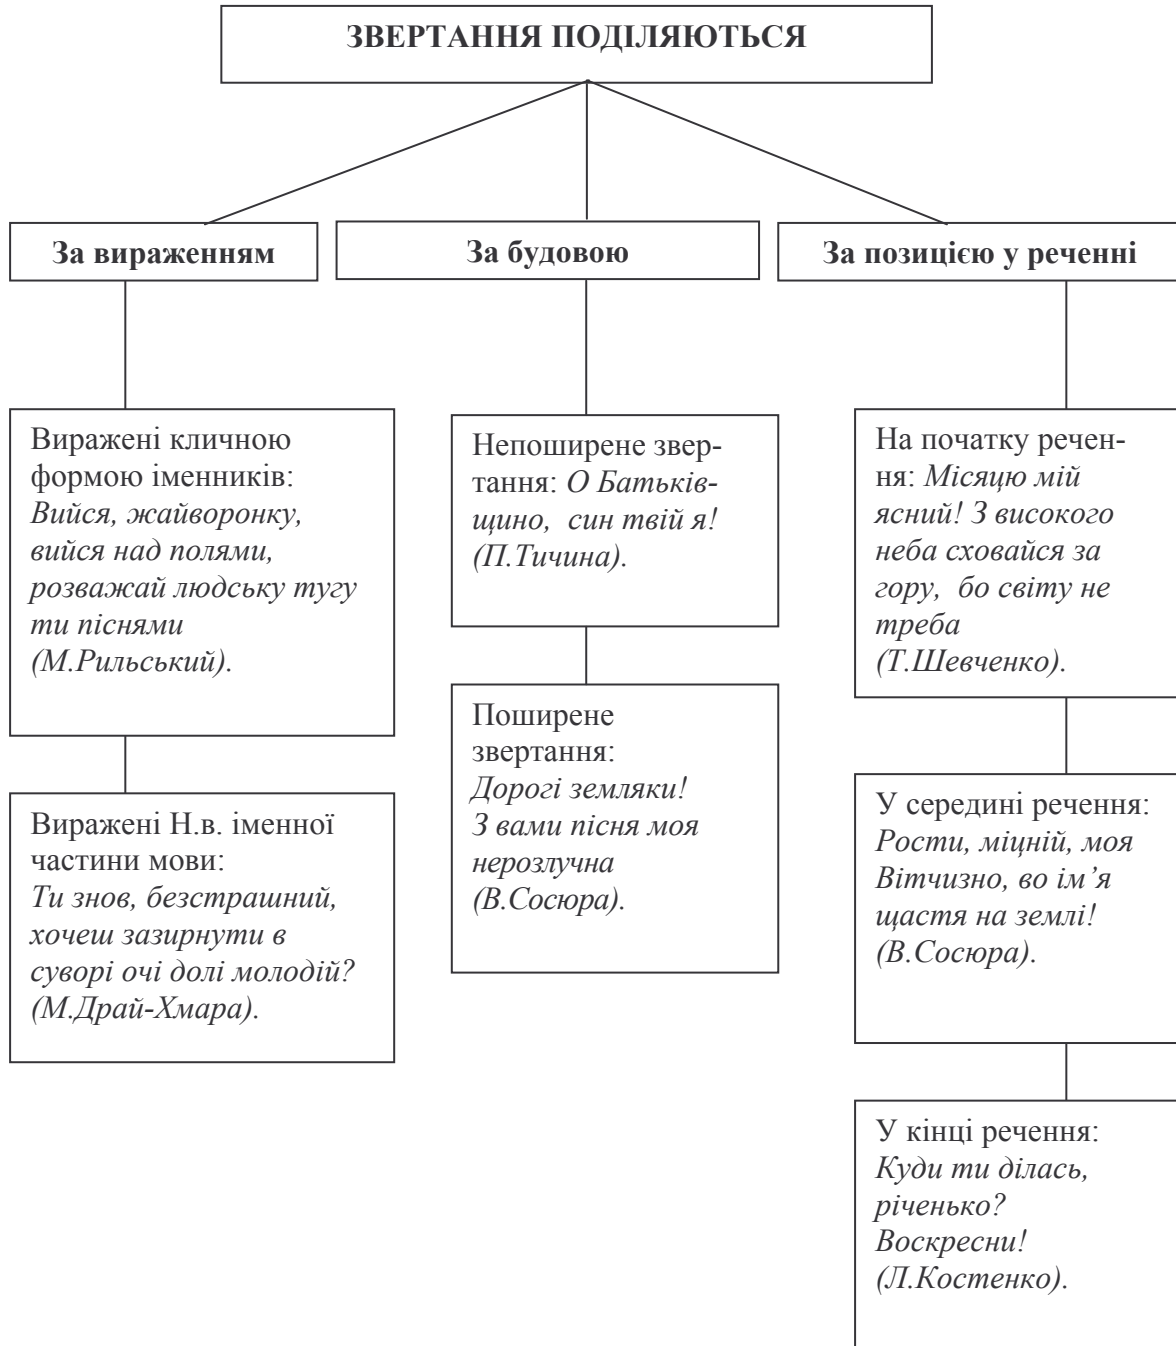 ЗВЕРТАННЯ ПОДІЛЯЮТЬСЯ
За вираженням
За будовою
За позицією у реченні
Виражені кличною
формою іменників:
Вийся, жайворонку,
вийся над полями,
розважай людську тугу
ти піснями
(М.Рильський).
Виражені Н.в. іменної
частини мови:
Ти знов, безстрашний,
хочеш зазирнути в
суворі очі долі молодій?
(М.Драй-Хмара).
Непоширене звер-
тання: О Батьків-
щино, син твій я!
(П.Тичина).
Поширене
звертання:
Дорогі земляки!
З вами пісня моя
нерозлучна
(В.Сосюра).
На початку речен-
ня: Місяцю мій
ясний! З високого
неба сховайся за
гору, бо світу не
треба
(Т.Шевченко).
У середині речення:
Рости, міцній, моя
Вітчизно, во ім’я
щастя на землі!
(В.Сосюра).
У кінці речення:
Куди ти ділась,
річенько?
Воскресни!
(Л.Костенко).